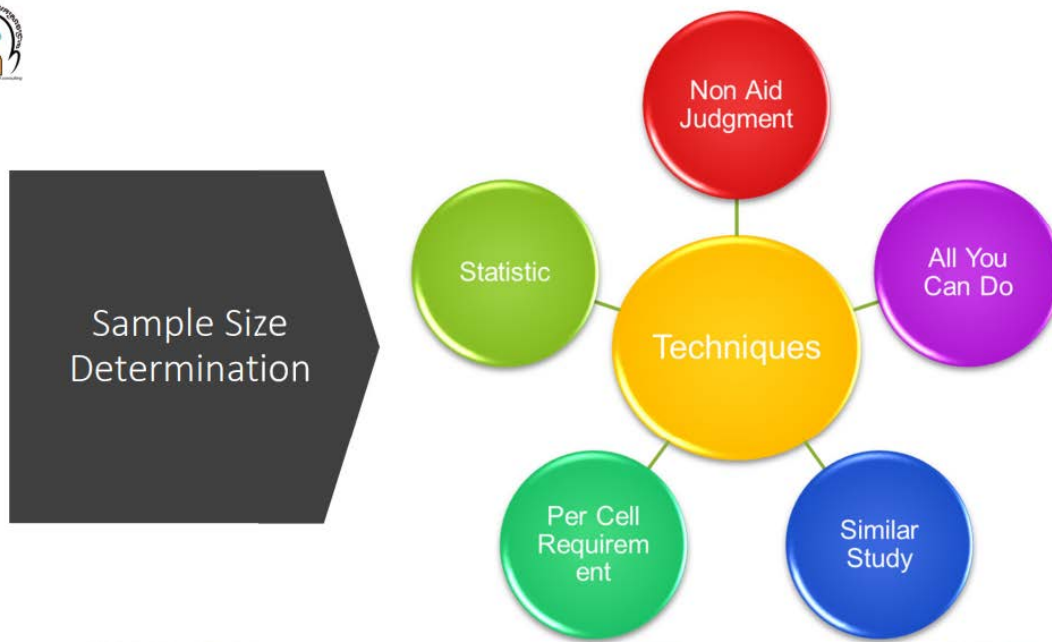 Sample Size
Determination
Non Aid
Judgment
All You
Can Do
Similar
Study
Per Cell
Requirem
ent
Statistic
Techniques